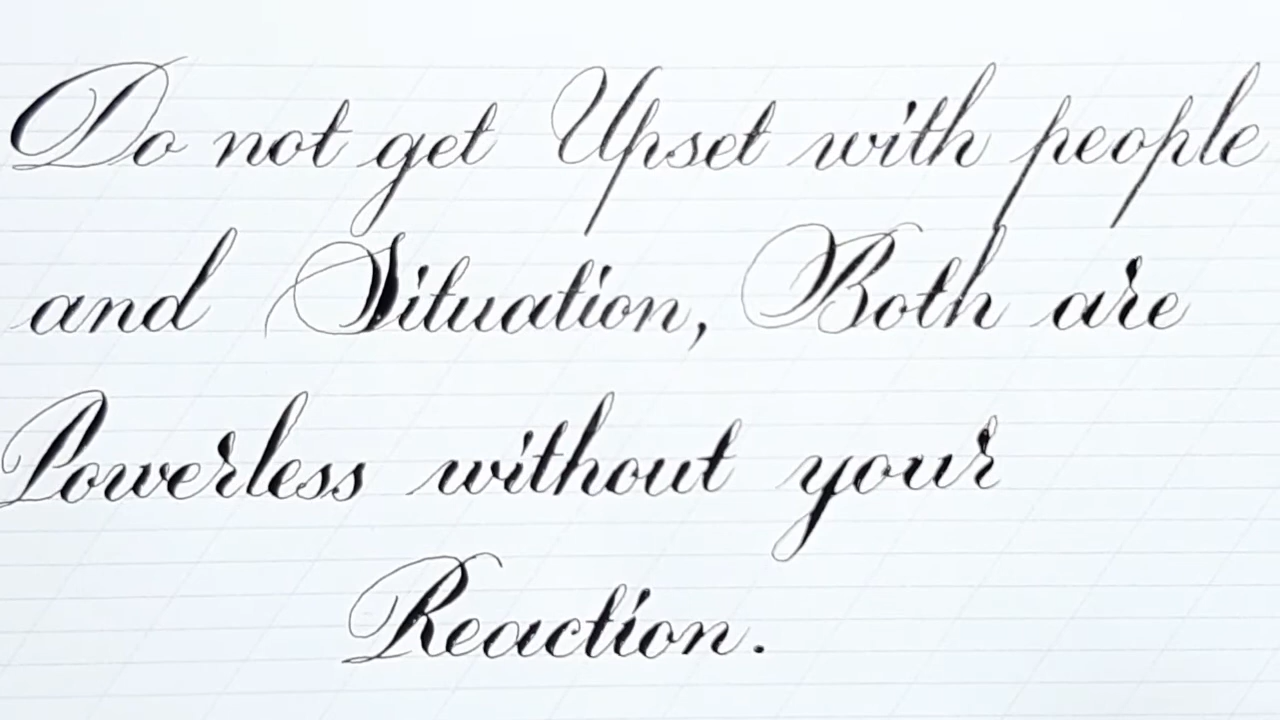 Do not get Upset with people
and Situation, Both are
Powerless without your
Reaction.